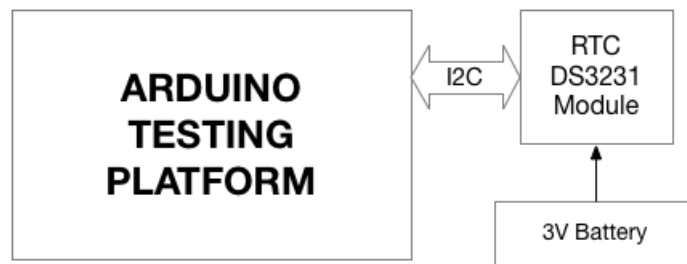 ARDUINO
TESTING
PLATFORM
I2C
RTC
DS3231
Module
3V Battery